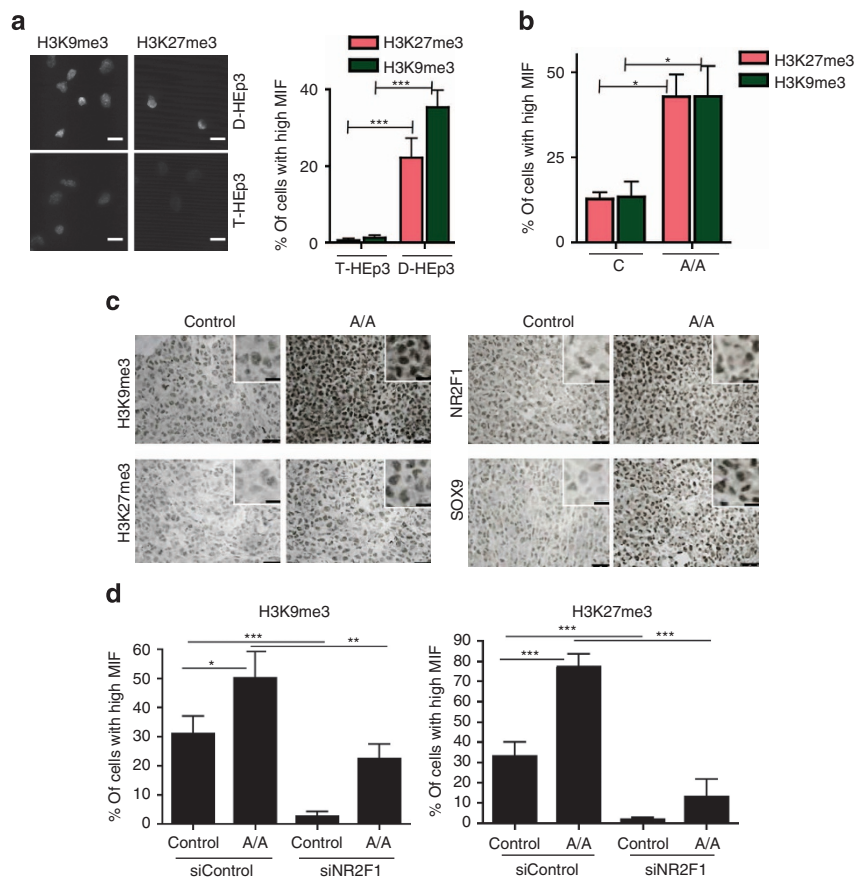 a
H3K9me3
H3K27me3
D-HEp3
T-HEp3
H3K27me3
H3K9me3
% Of cells with high MIF
40
20
0
***
***
T-HEp3
D-HEp3
b
H3K27me3
H3K9me3
% Of cells with high MIF
50
25
0
*
*
C
A/A
c
Control
A/A
Control
A/A
H3K9me3
NR2F1
H3K27me3
SOX9
d
H3K9me3
% Of cells with high MIF
60
50
40
30
20
10
0
***
**
*
Control
A/A
Control
A/A
siControl
siNR2F1
H3K27me3
% Of cells with high MIF
90
80
70
60
50
40
30
20
10
0
***
***
***
Control
A/A
Control
A/A
siControl
siNR2F1